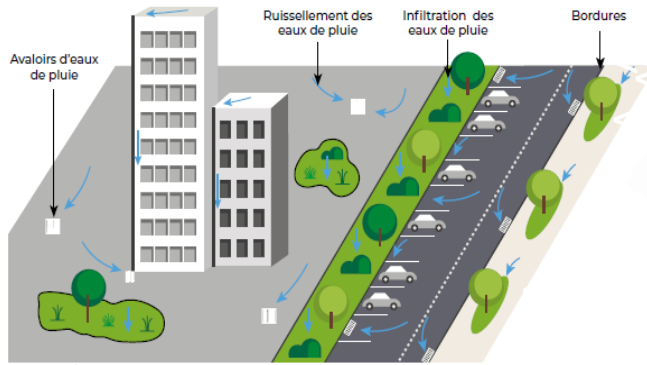 Avaloirs d'eaux
de pluie
Ruissellement des
eaux de pluie
Infiltration des
eaux de pluie
Bordures